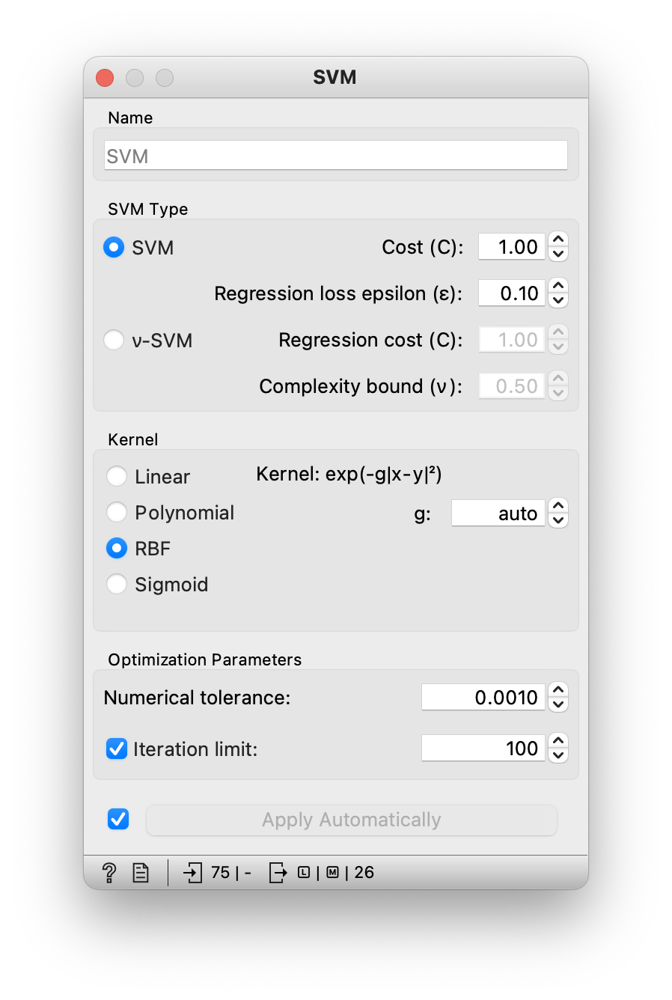 SVM
Name
SVM
SVM Type
SVM Cost (C): 1.00
Regression loss epsilon (ε): 0.10
ν-SVM Regression cost (C): 1.00
Complexity bound (ν): 0.50
Kernel
Linear Kernel: exp(-g|x-y|²)
Polynomial g: auto
RBF
Sigmoid
Optimization Parameters
Numerical tolerance: 0.0010
Iteration limit: 100
Apply Automatically
? 75 | - L | M | 26